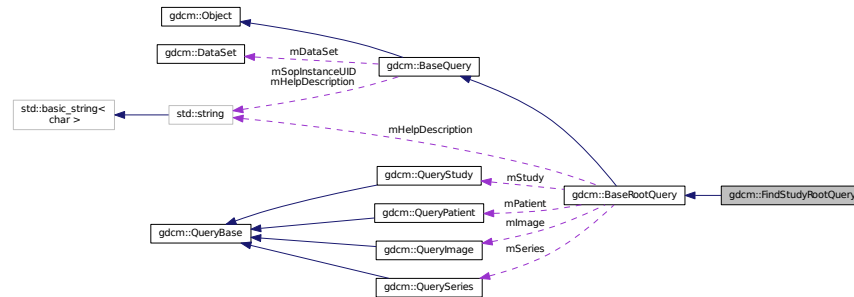 gdcm::Object
gdcm::DataSet
mDataSet
gdcm::BaseQuery
mSopInstanceUID
mHelpDescription
std::basic_string<
char >
std::string
mHelpDescription
gdcm::QueryStudy
mStudy
gdcm::BaseRootQuery
gdcm::FindStudyRootQuery
mPatient
gdcm::QueryPatient
mImage
gdcm::QueryBase
gdcm::QueryImage
mSeries
gdcm::QuerySeries